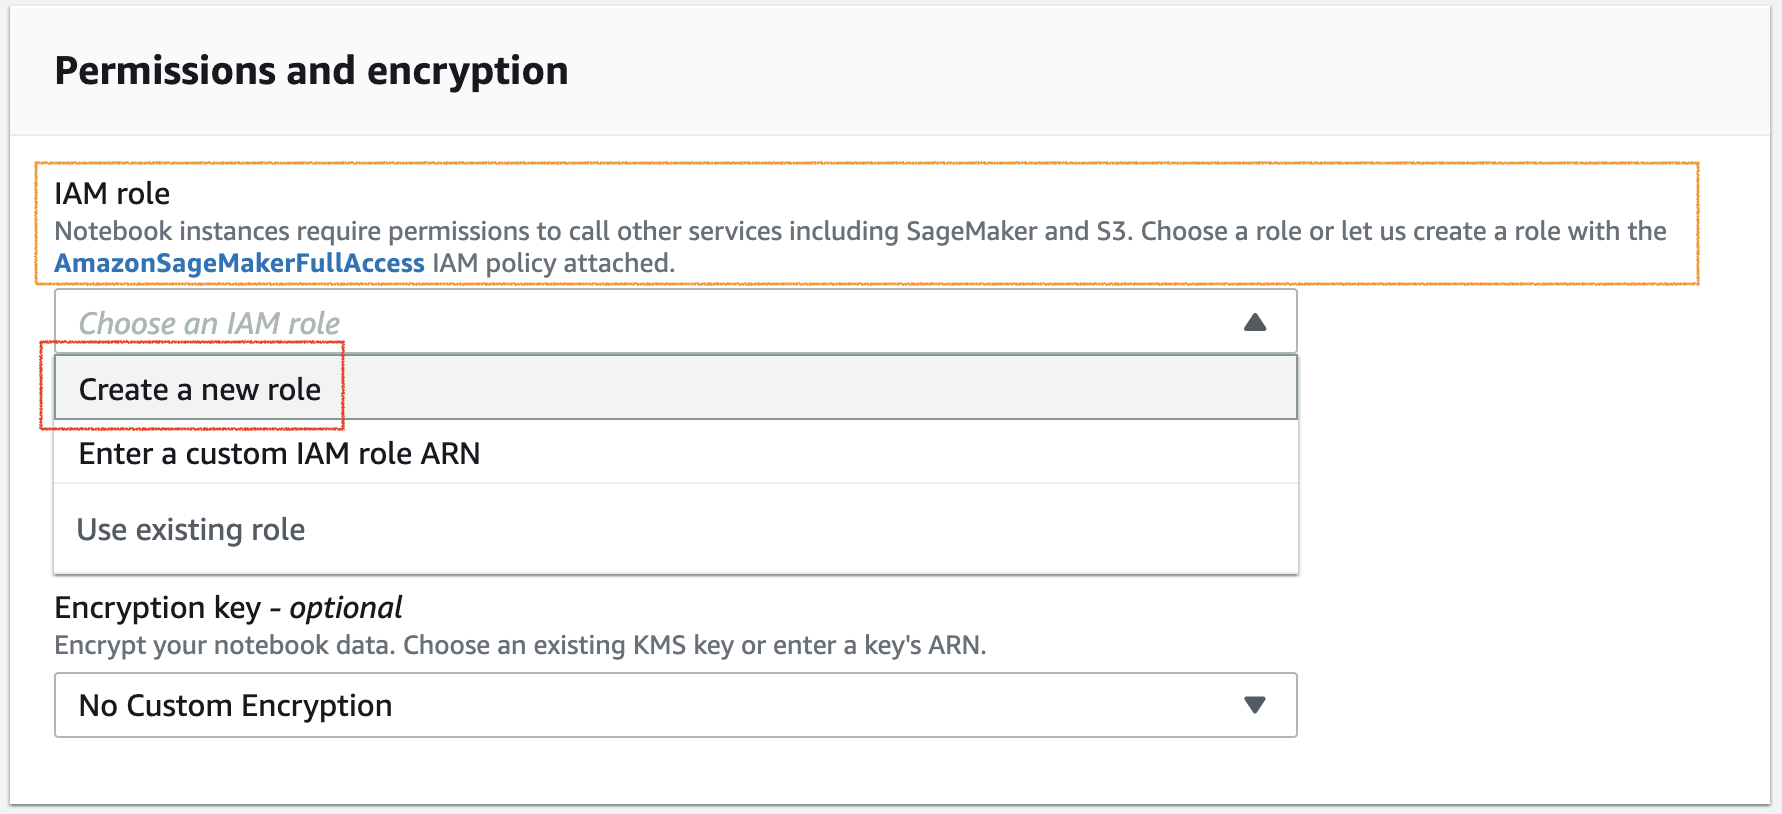 Permissions and encryption
IAM role
Notebook instances require permissions to call other services including SageMaker and S3. Choose a role or let us create a role with the
AmazonSageMakerFullAccess IAM policy attached.
Choose an IAM role
Create a new role
Enter a custom IAM role ARN
Use existing role
Encryption key - optional
Encrypt your notebook data. Choose an existing KMS key or enter a key's ARN.
No Custom Encryption